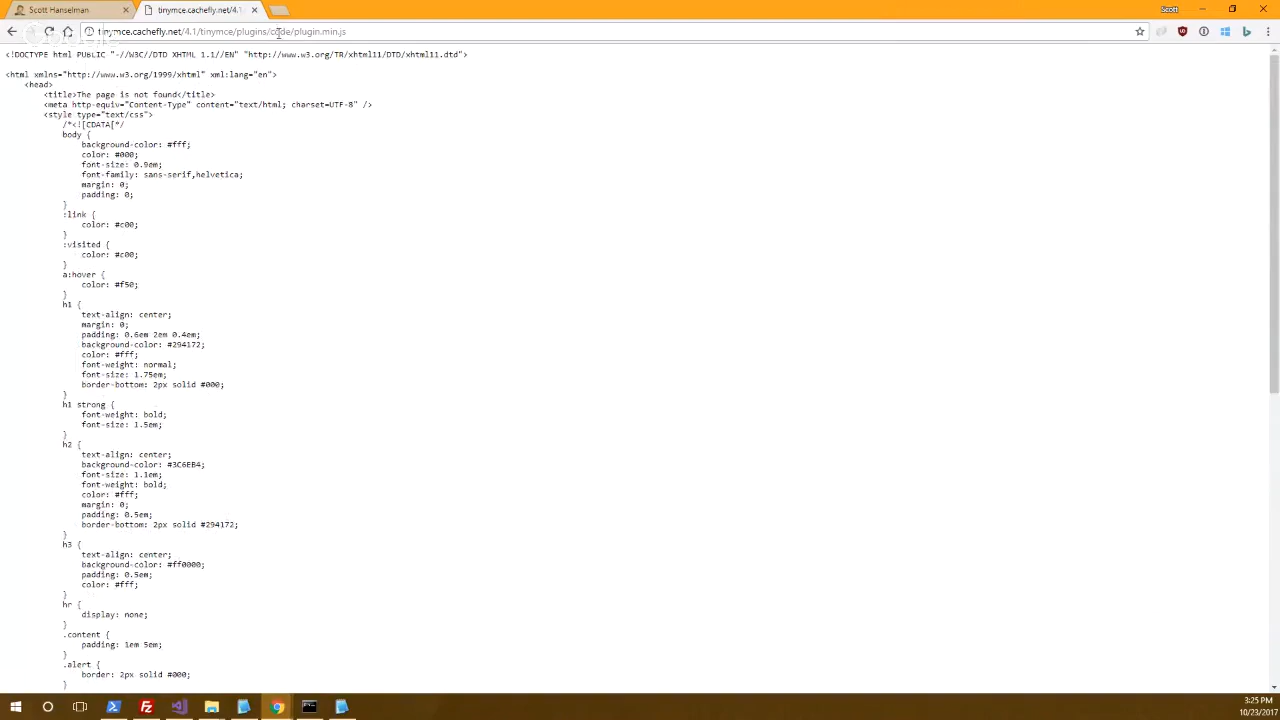 Scott Hanselman
tinymce.cachefly.net/4.1
Scott
tinymce.cachefly.net/4.1/tinymce/plugins/code/plugin.min.js
<!DOCTYPE html PUBLIC "-//W3C//DTD XHTML 1.1//EN" "http://www.w3.org/TR/xhtml11/DTD/xhtml11.dtd">
<html xmlns="http://www.w3.org/1999/xhtml" xml:lang="en">
<head>
<title>The page is not found</title>
<meta http-equiv="Content-Type" content="text/html; charset=UTF-8" />
<style type="text/css">
/*<![CDATA[*/
body {
background-color: #fff;
color: #000;
font-size: 0.9em;
font-family: sans-serif,helvetica;
margin: 0;
padding: 0;
}
:link {
color: #c00;
}
:visited {
color: #c00;
}
a:hover {
color: #f50;
}
h1 {
text-align: center;
margin: 0;
padding: 0.6em 2em 0.4em;
background-color: #294172;
color: #fff;
font-weight: normal;
font-size: 1.75em;
border-bottom: 2px solid #000;
}
h1 strong {
font-weight: bold;
font-size: 1.5em;
}
h2 {
text-align: center;
background-color: #3C6EB4;
font-size: 1.1em;
font-weight: bold;
color: #fff;
margin: 0;
padding: 0.5em;
border-bottom: 2px solid #294172;
}
h3 {
text-align: center;
background-color: #ff0000;
padding: 0.5em;
color: #fff;
}
hr {
display: none;
}
.content {
padding: 1em 5em;
}
.alert {
border: 2px solid #000;
}
3:25 PM
10/23/2017